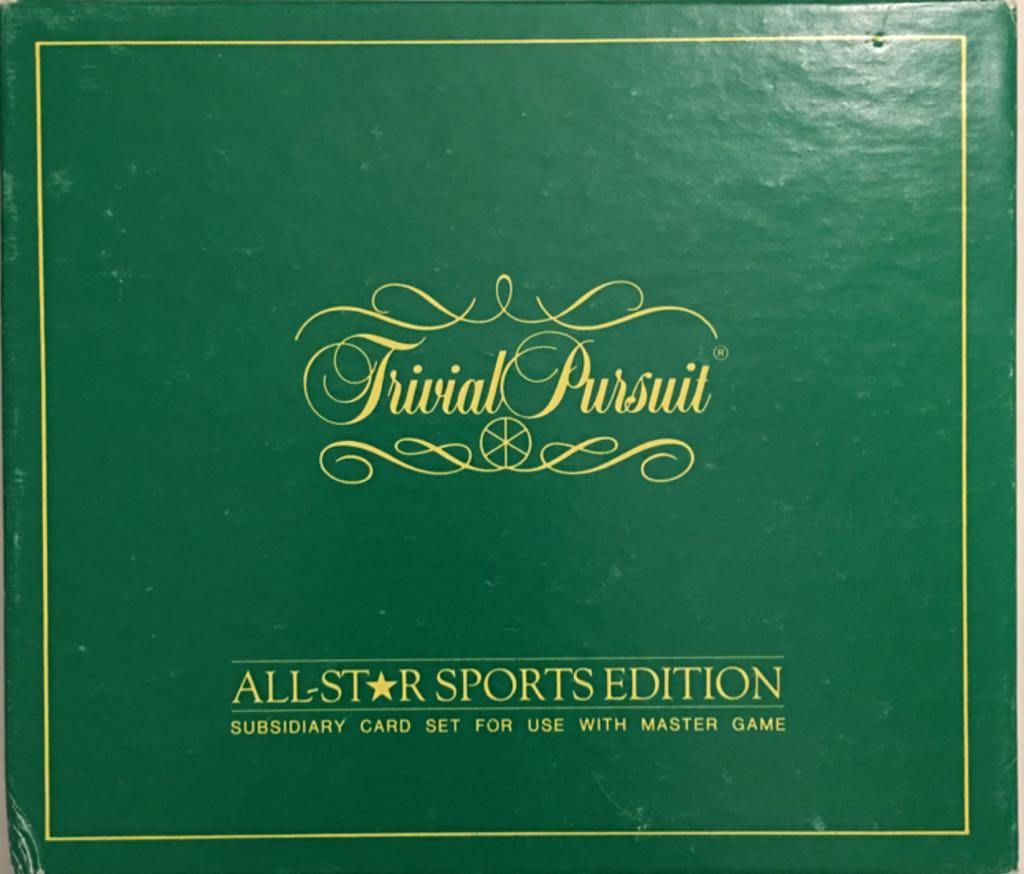 Trivial Pursuit®
ALL-ST★R SPORTS EDITION
SUBSIDIARY CARD SET FOR USE WITH MASTER GAME